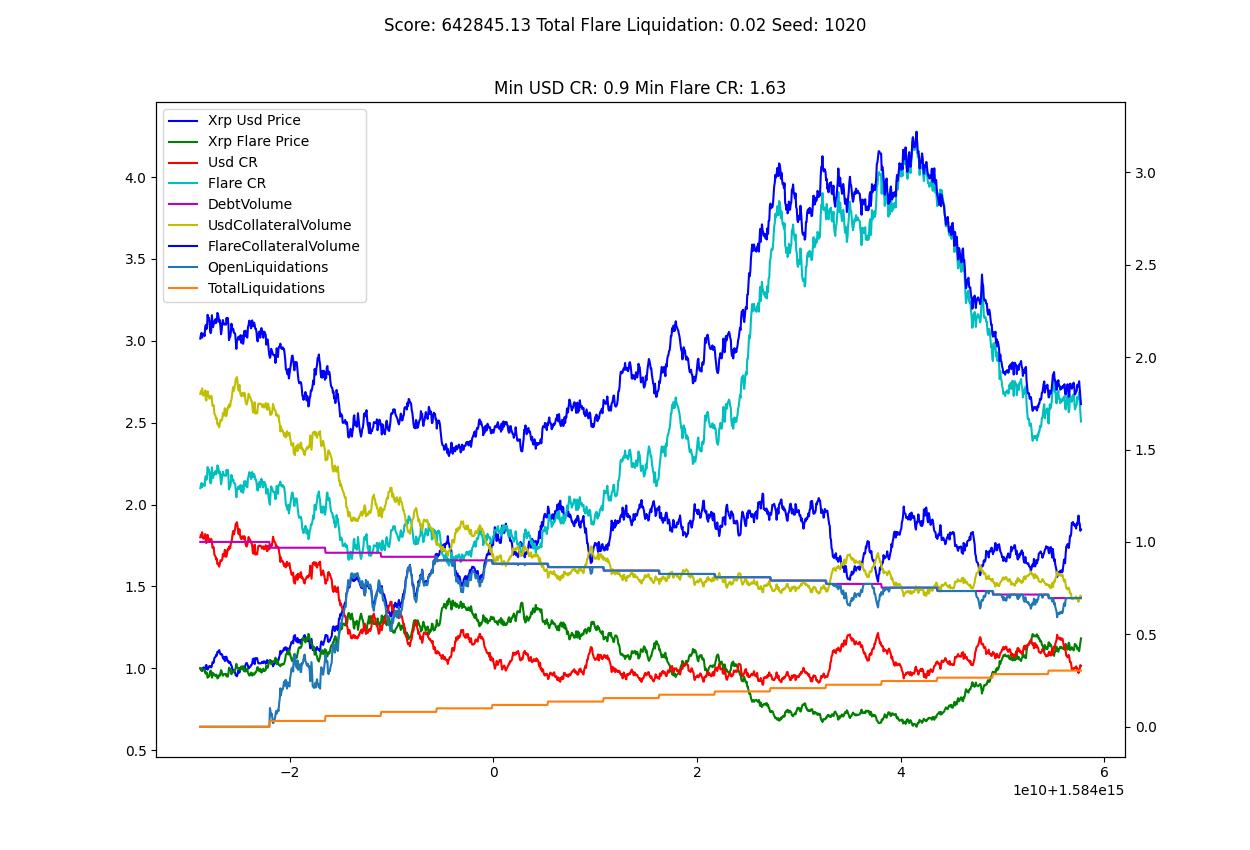 Score: 642845.13 Total Flare Liquidation: 0.02 Seed: 1020
Min USD CR: 0.9 Min Flare CR: 1.63
Xrp Usd Price
Xrp Flare Price
Usd CR
Flare CR
DebtVolume
UsdCollateralVolume
FlareCollateralVolume
OpenLiquidations
TotalLiquidations
4.0
3.5
3.0
2.5
2.0
1.5
1.0
0.5
3.0
2.5
2.0
1.5
1.0
0.5
0.0
−2 0 2 4 6
1e10+1.584e15